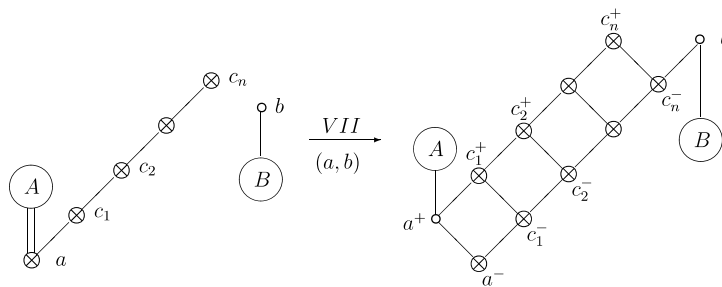 c_n^+
c_n
b
c_n^-
c_2^+
VII
B
A
(a, b)
c_1^+
c_2
A
B
c_2^-
c_1
a^+
c_1^-
a
a^-